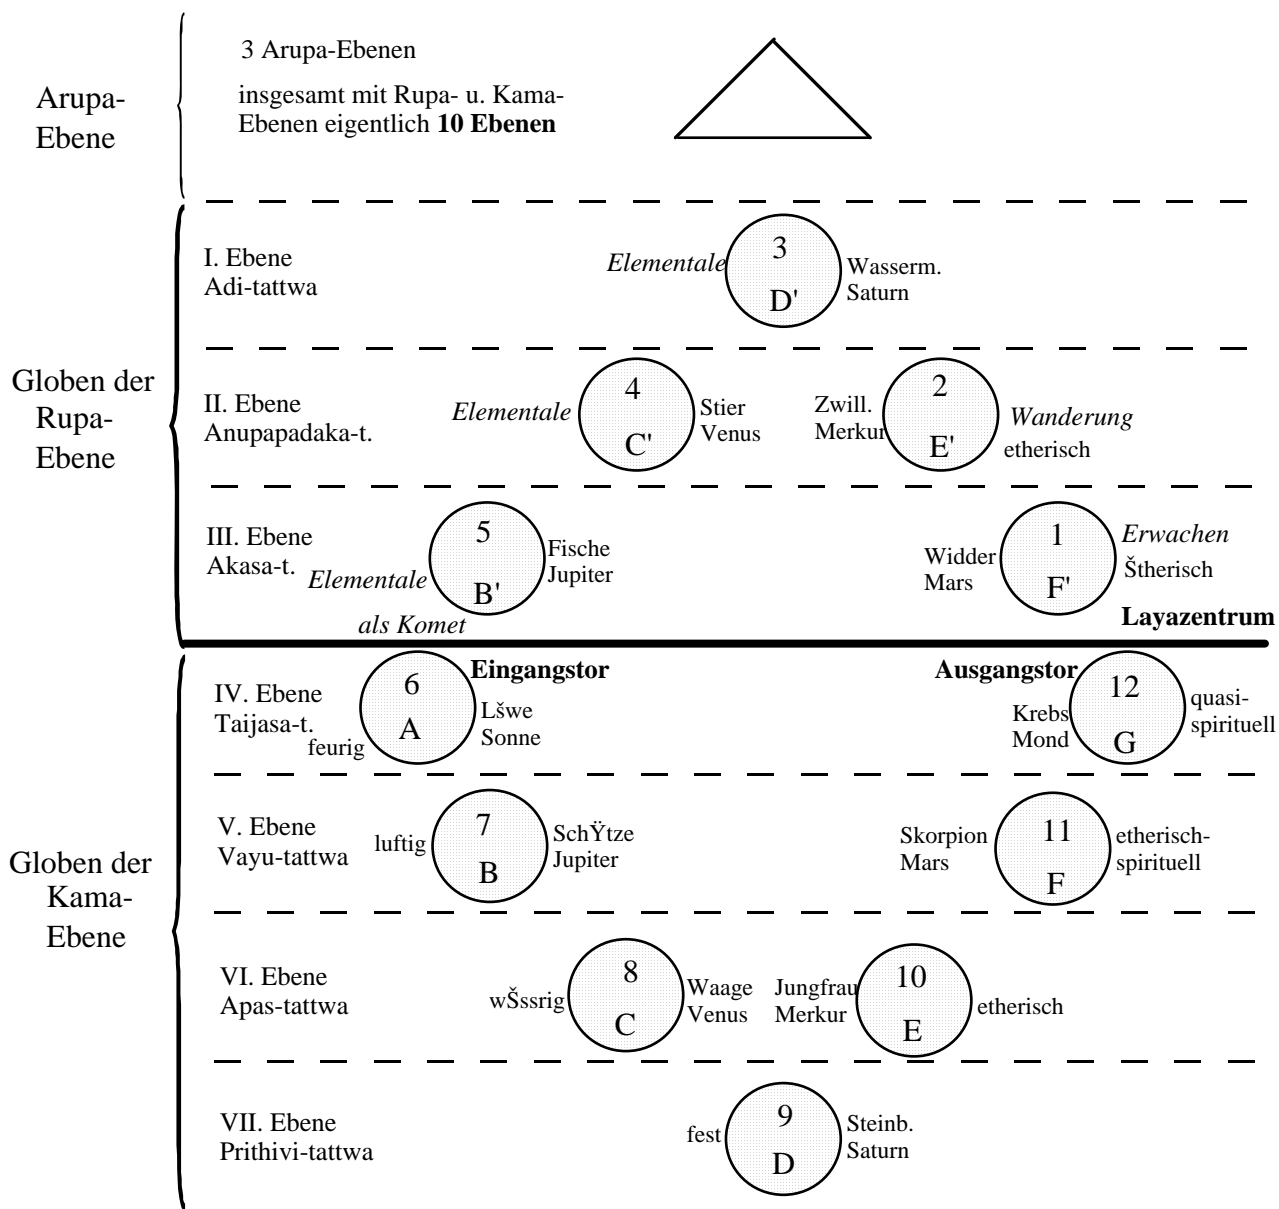 Arupa-
Ebene
3 Arupa-Ebenen
insgesamt mit Rupa- u. Kama-
Ebenen eigentlich 10 Ebenen
Globen der
Rupa-
Ebene
I. Ebene
Adi-tattwa
Elementale
3
D'
Wasserm.
Saturn
II. Ebene
Anupapadaka-t.
Elementale
4
C'
Stier
Venus
Zwill.
Merkur
2
E'
Wanderung
etherisch
III. Ebene
Akasa-t.
Elementale
als Komet
5
B'
Fische
Jupiter
Widder
Mars
1
F'
Erwachen
Štherisch
Layazentrum
Globen der
Kama-
Ebene
IV. Ebene
Taijasa-t.
feurig
6
A
Eingangstor
Lšwe
Sonne
Ausgangstor
Krebs
Mond
12
G
quasi-
spirituell
V. Ebene
Vayu-tattwa
luftig
7
B
SchŸtze
Jupiter
Skorpion
Mars
11
F
etherisch-
spirituell
VI. Ebene
Apas-tattwa
wŠssrig
8
C
Waage
Venus
Jungfrau
Merkur
10
E
etherisch
VII. Ebene
Prithivi-tattwa
fest
9
D
Steinb.
Saturn